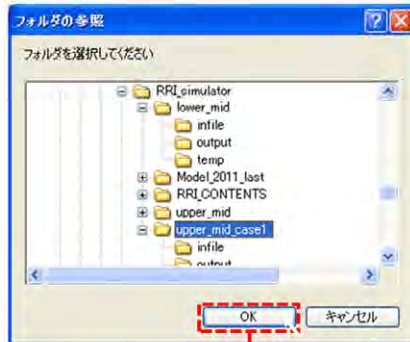 フォルダの参照
フォルダを選択してください
RRI_simulator
lower_mid
infile
output
temp
Model_2011_last
RRI_CONTENTS
upper_mid
upper_mid_case1
infile
output
OK キャンセル